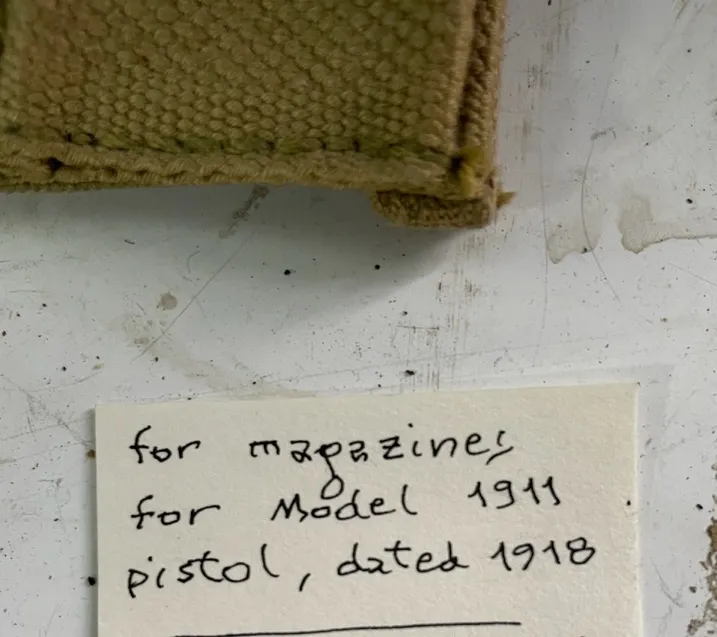 for magazines
for Model 1911
pistol, dated 1918